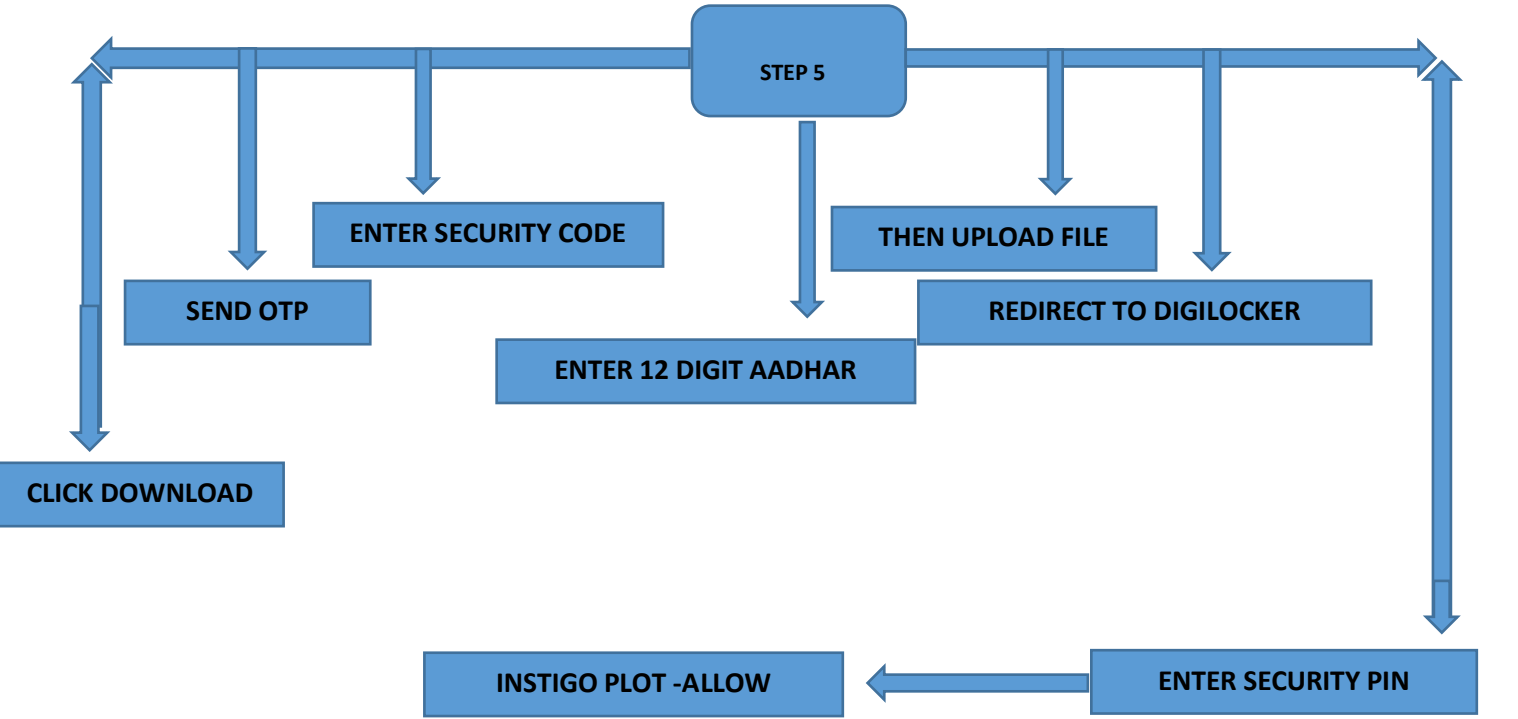 STEP 5
ENTER SECURITY CODE
THEN UPLOAD FILE
SEND OTP
REDIRECT TO DIGILOCKER
ENTER 12 DIGIT AADHAR
CLICK DOWNLOAD
INSTIGO PLOT -ALLOW
ENTER SECURITY PIN